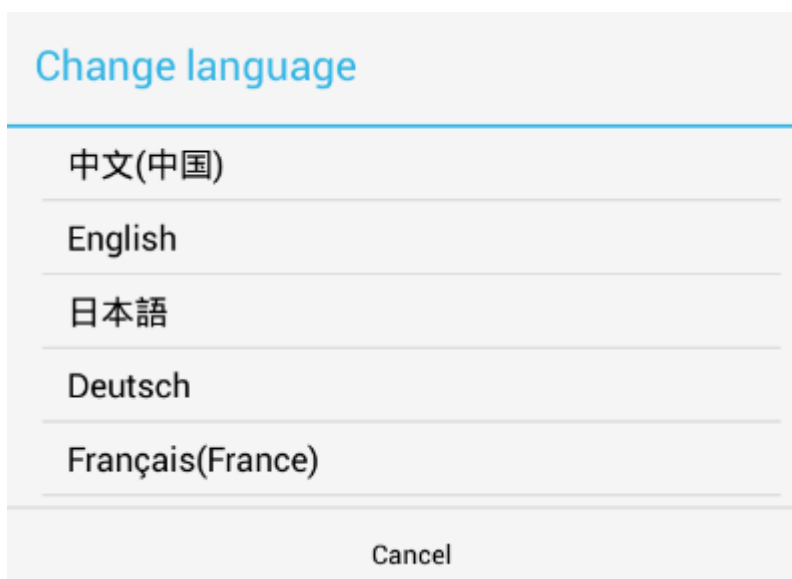 Change language
中文(中国)
English
日本語
Deutsch
Français(France)
Cancel